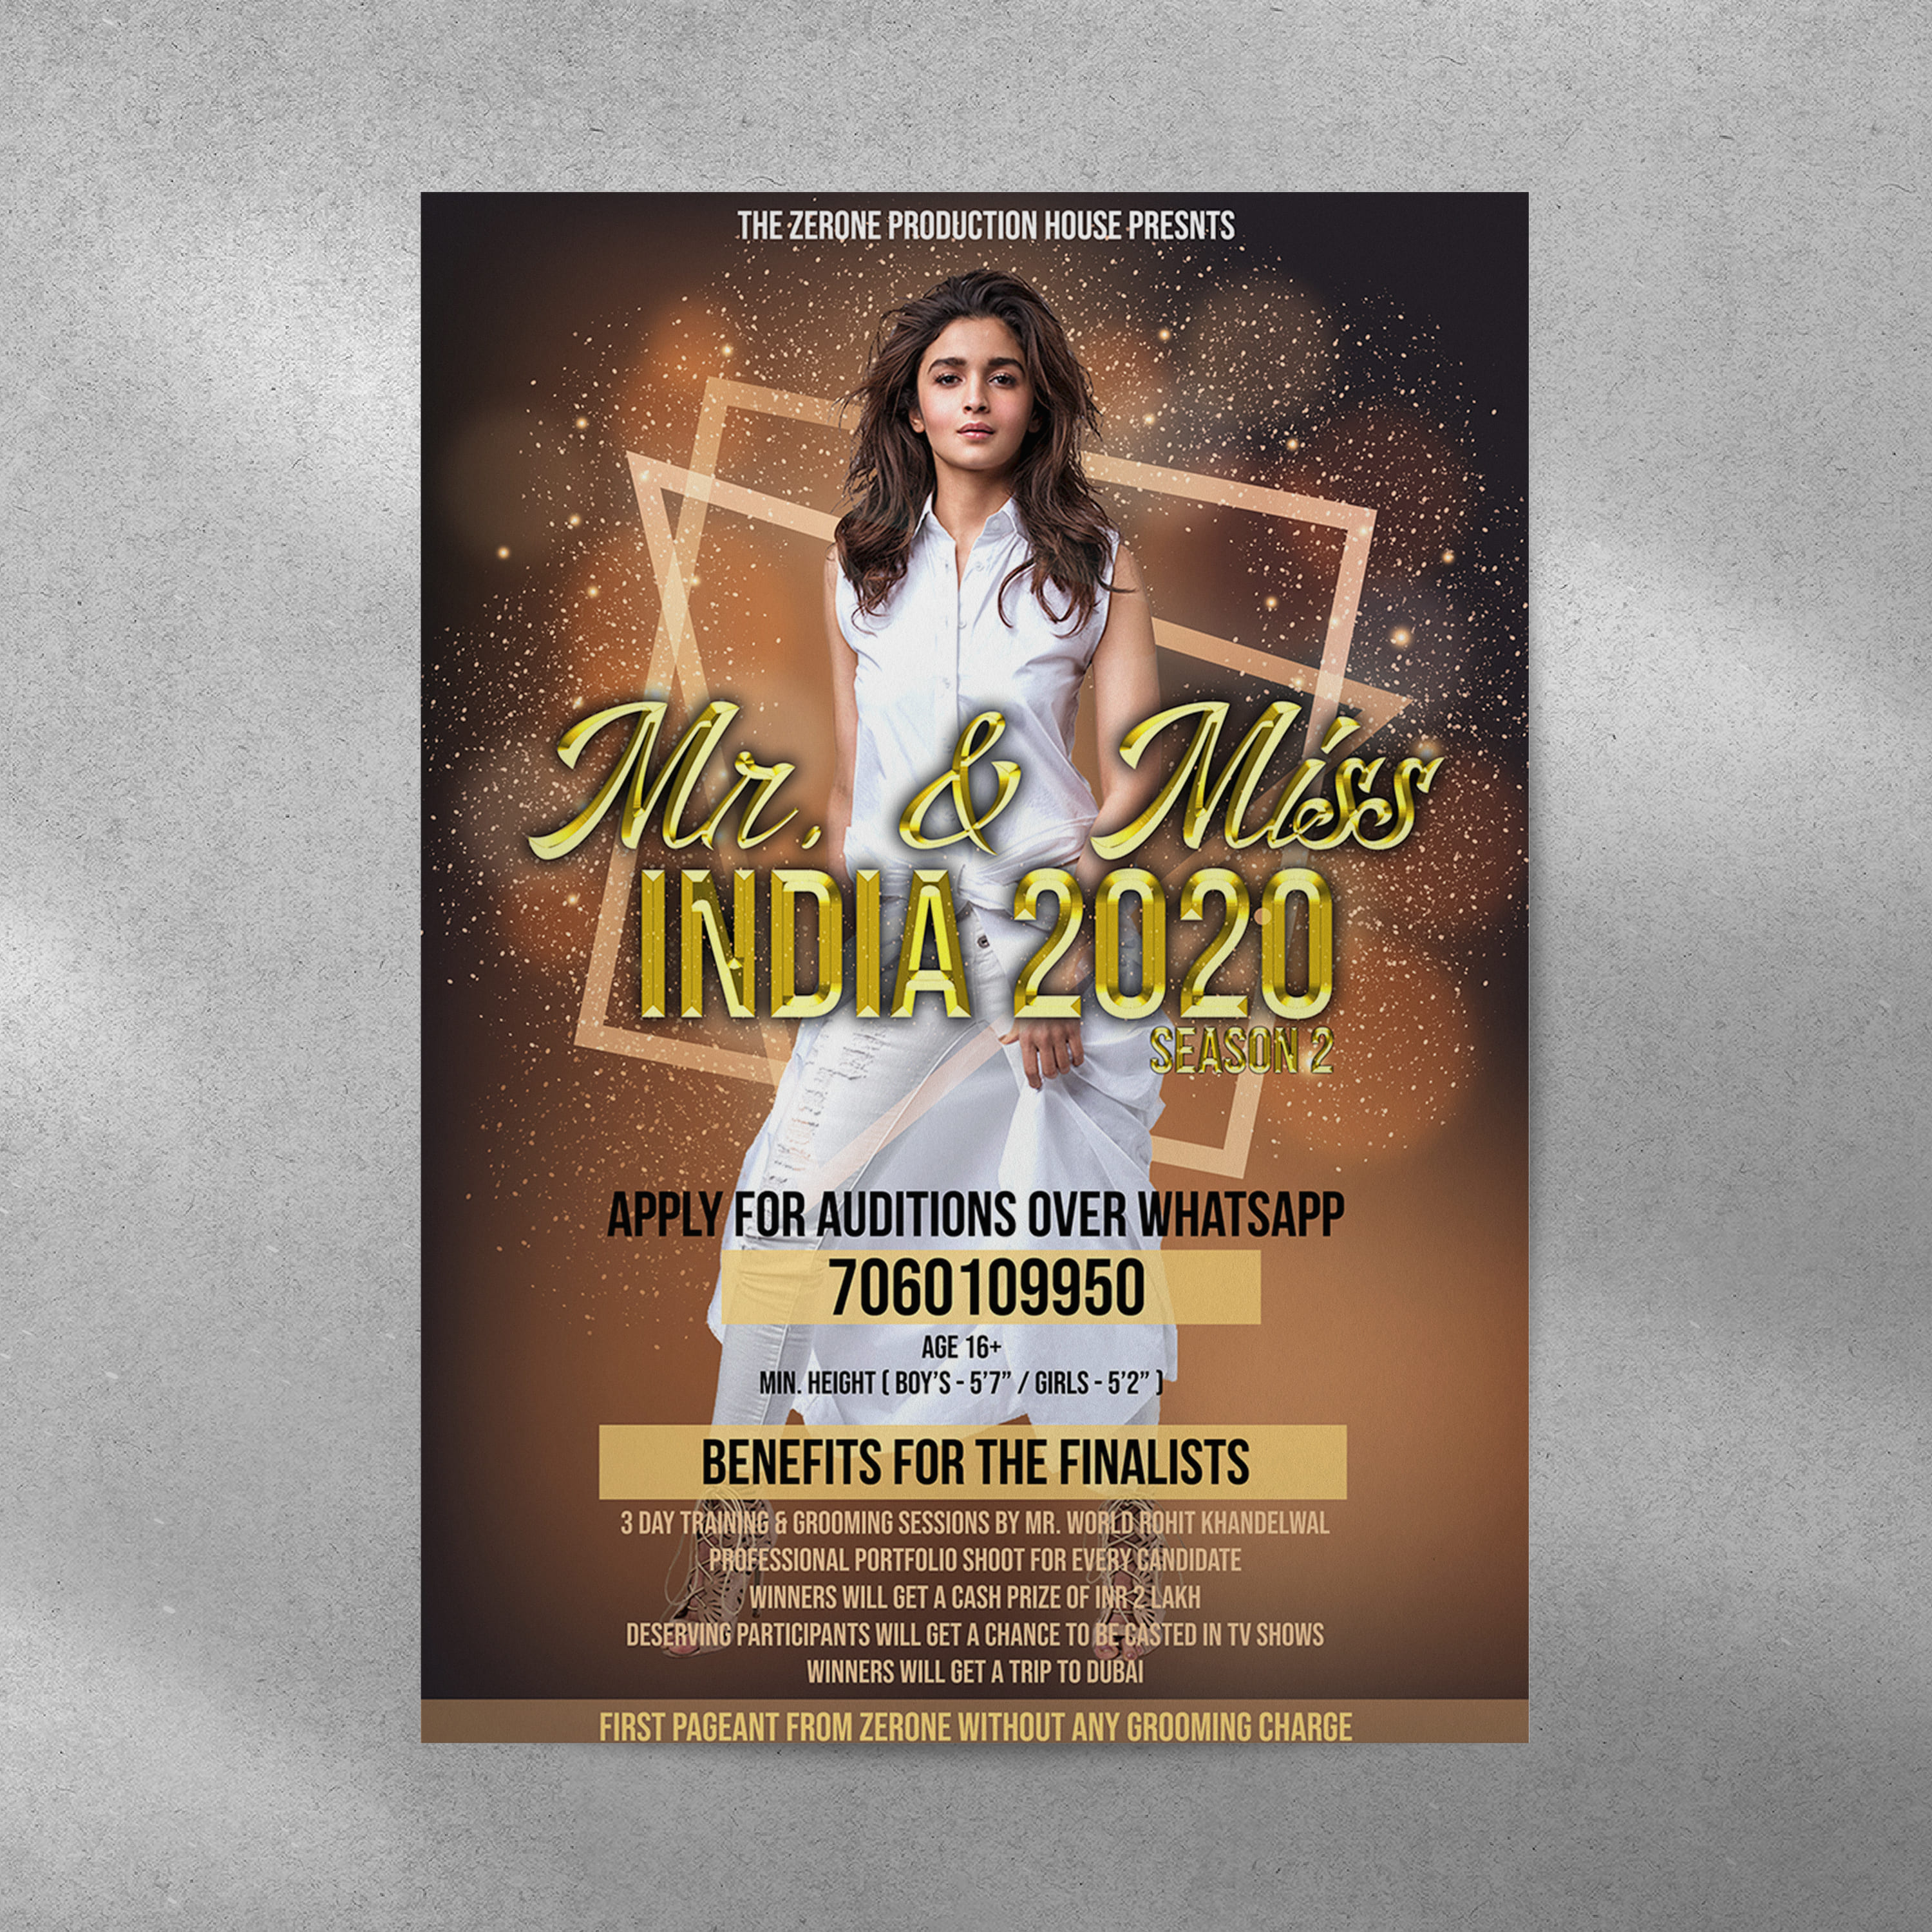 THE ZERONE PRODUCTION HOUSE PRESNTS
Mr. & Miss
INDIA 2020
SEASON 2
APPLY FOR AUDITIONS OVER WHATSAPP
7060109950
AGE 16+
MIN. HEIGHT ( BOY'S - 5'7" / GIRLS - 5'2" )
BENEFITS FOR THE FINALISTS
3 DAY TRAINING & GROOMING SESSIONS BY MR. WORLD ROHIT KHANDELWAL
PROFESSIONAL PORTFOLIO SHOOT FOR EVERY CANDIDATE
WINNERS WILL GET A CASH PRIZE OF INR 2 LAKH
DESERVING PARTICIPANTS WILL GET A CHANCE TO BE CASTED IN TV SHOWS
WINNERS WILL GET A TRIP TO DUBAI
FIRST PAGEANT FROM ZERONE WITHOUT ANY GROOMING CHARGE